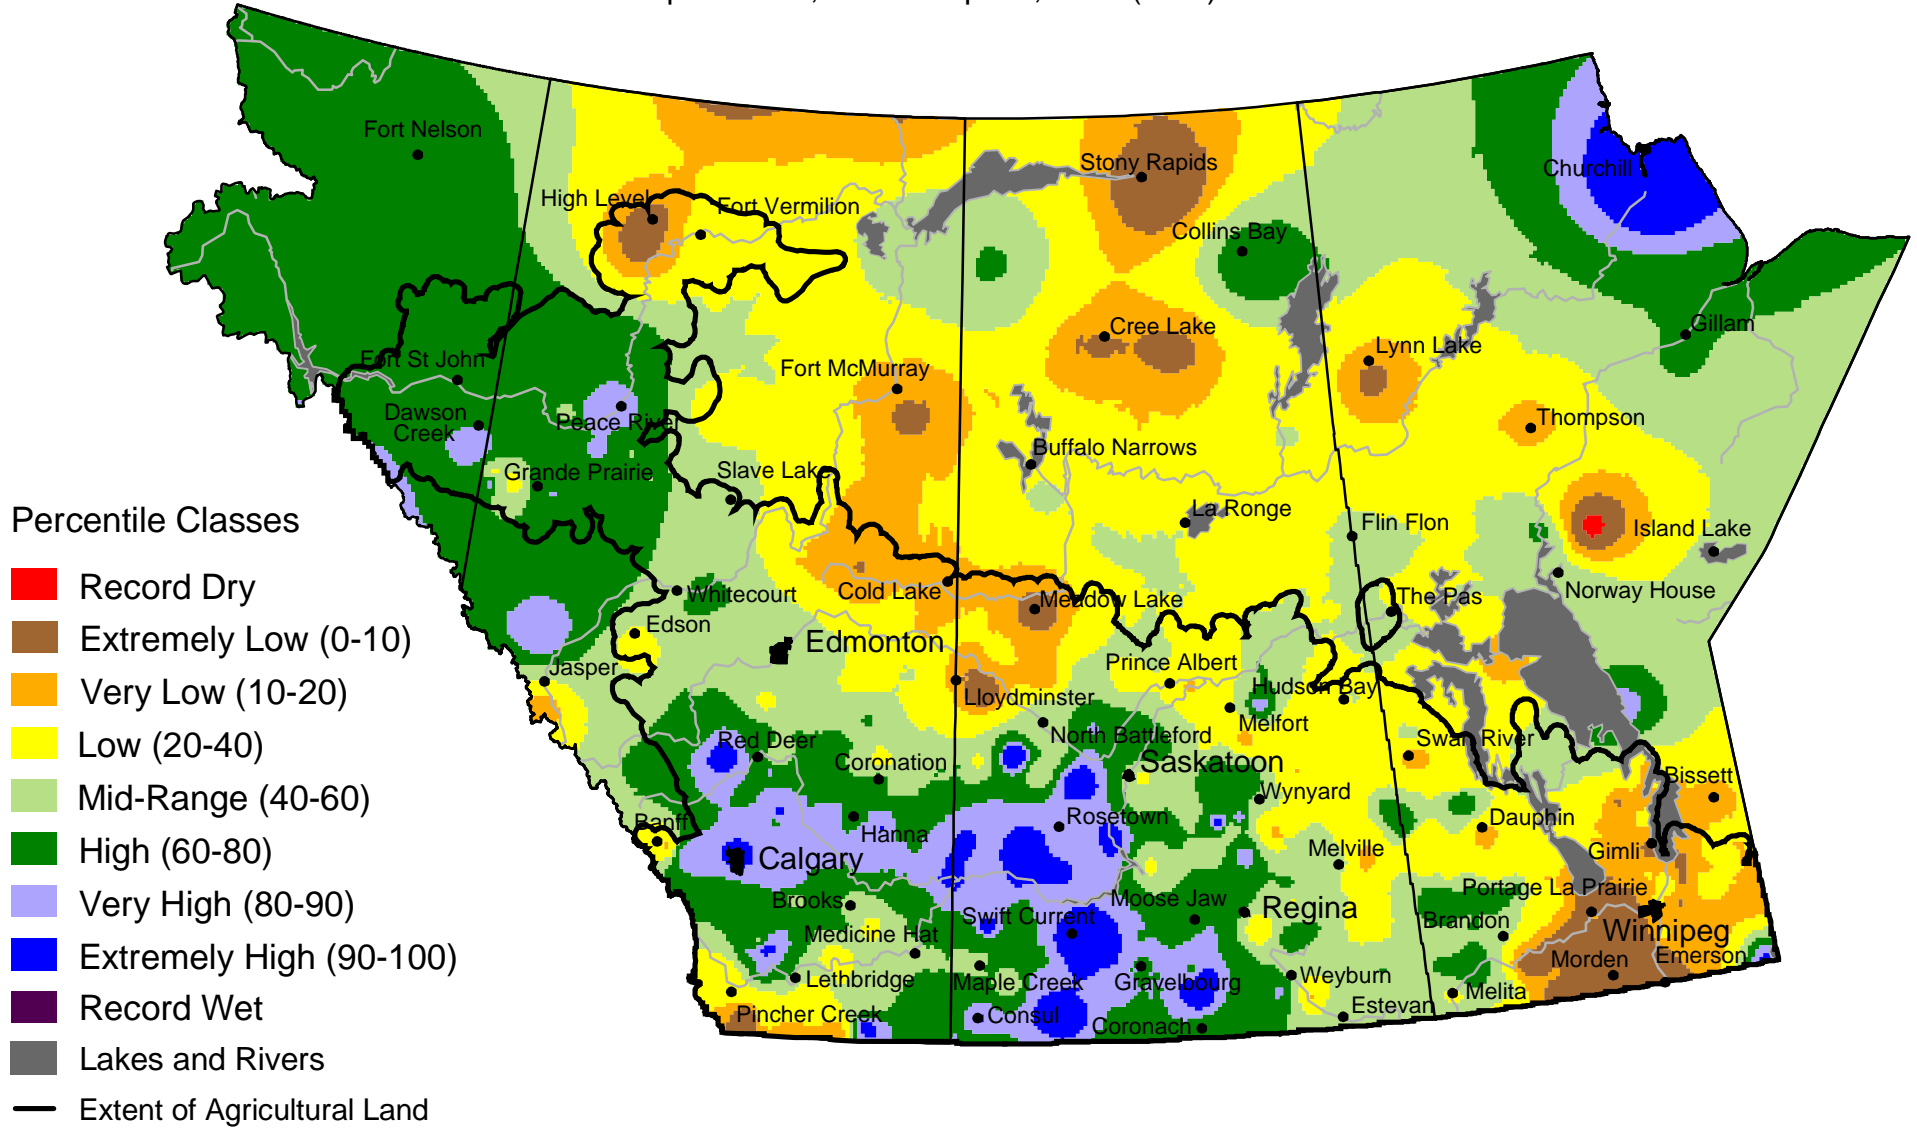 Fort Nelson
Churchill
Stony Rapids
High Level
Fort Vermilion
Collins Bay
Gillam
Cree Lake
Lynn Lake
Fort St John
Fort McMurray
Dawson
Creek
Peace River
Thompson
Buffalo Narrows
Grande Prairie
Slave Lake
La Ronge
Flin Flon
Island Lake
Percentile Classes
Record Dry
Extremely Low (0-10)
Very Low (10-20)
Low (20-40)
Mid-Range (40-60)
High (60-80)
Very High (80-90)
Extremely High (90-100)
Record Wet
Lakes and Rivers
Extent of Agricultural Land
Whitecourt
Cold Lake
Meadow Lake
The Pas
Norway House
Edson
Edmonton
Jasper
Prince Albert
Lloydminster
Hudson Bay
Melfort
North Battleford
Red Deer
Coronation
Saskatoon
Swan River
Bissett
Wynyard
Banff
Hanna
Rosetown
Dauphin
Calgary
Melville
Gimli
Brooks
Moose Jaw
Regina
Portage La Prairie
Swift Current
Brandon
Medicine Hat
Winnipeg
Morden
Emerson
Lethbridge
Maple Creek
Gravelbourg
Weyburn
Melita
Pincher Creek
Consul
Coronach
Estevan